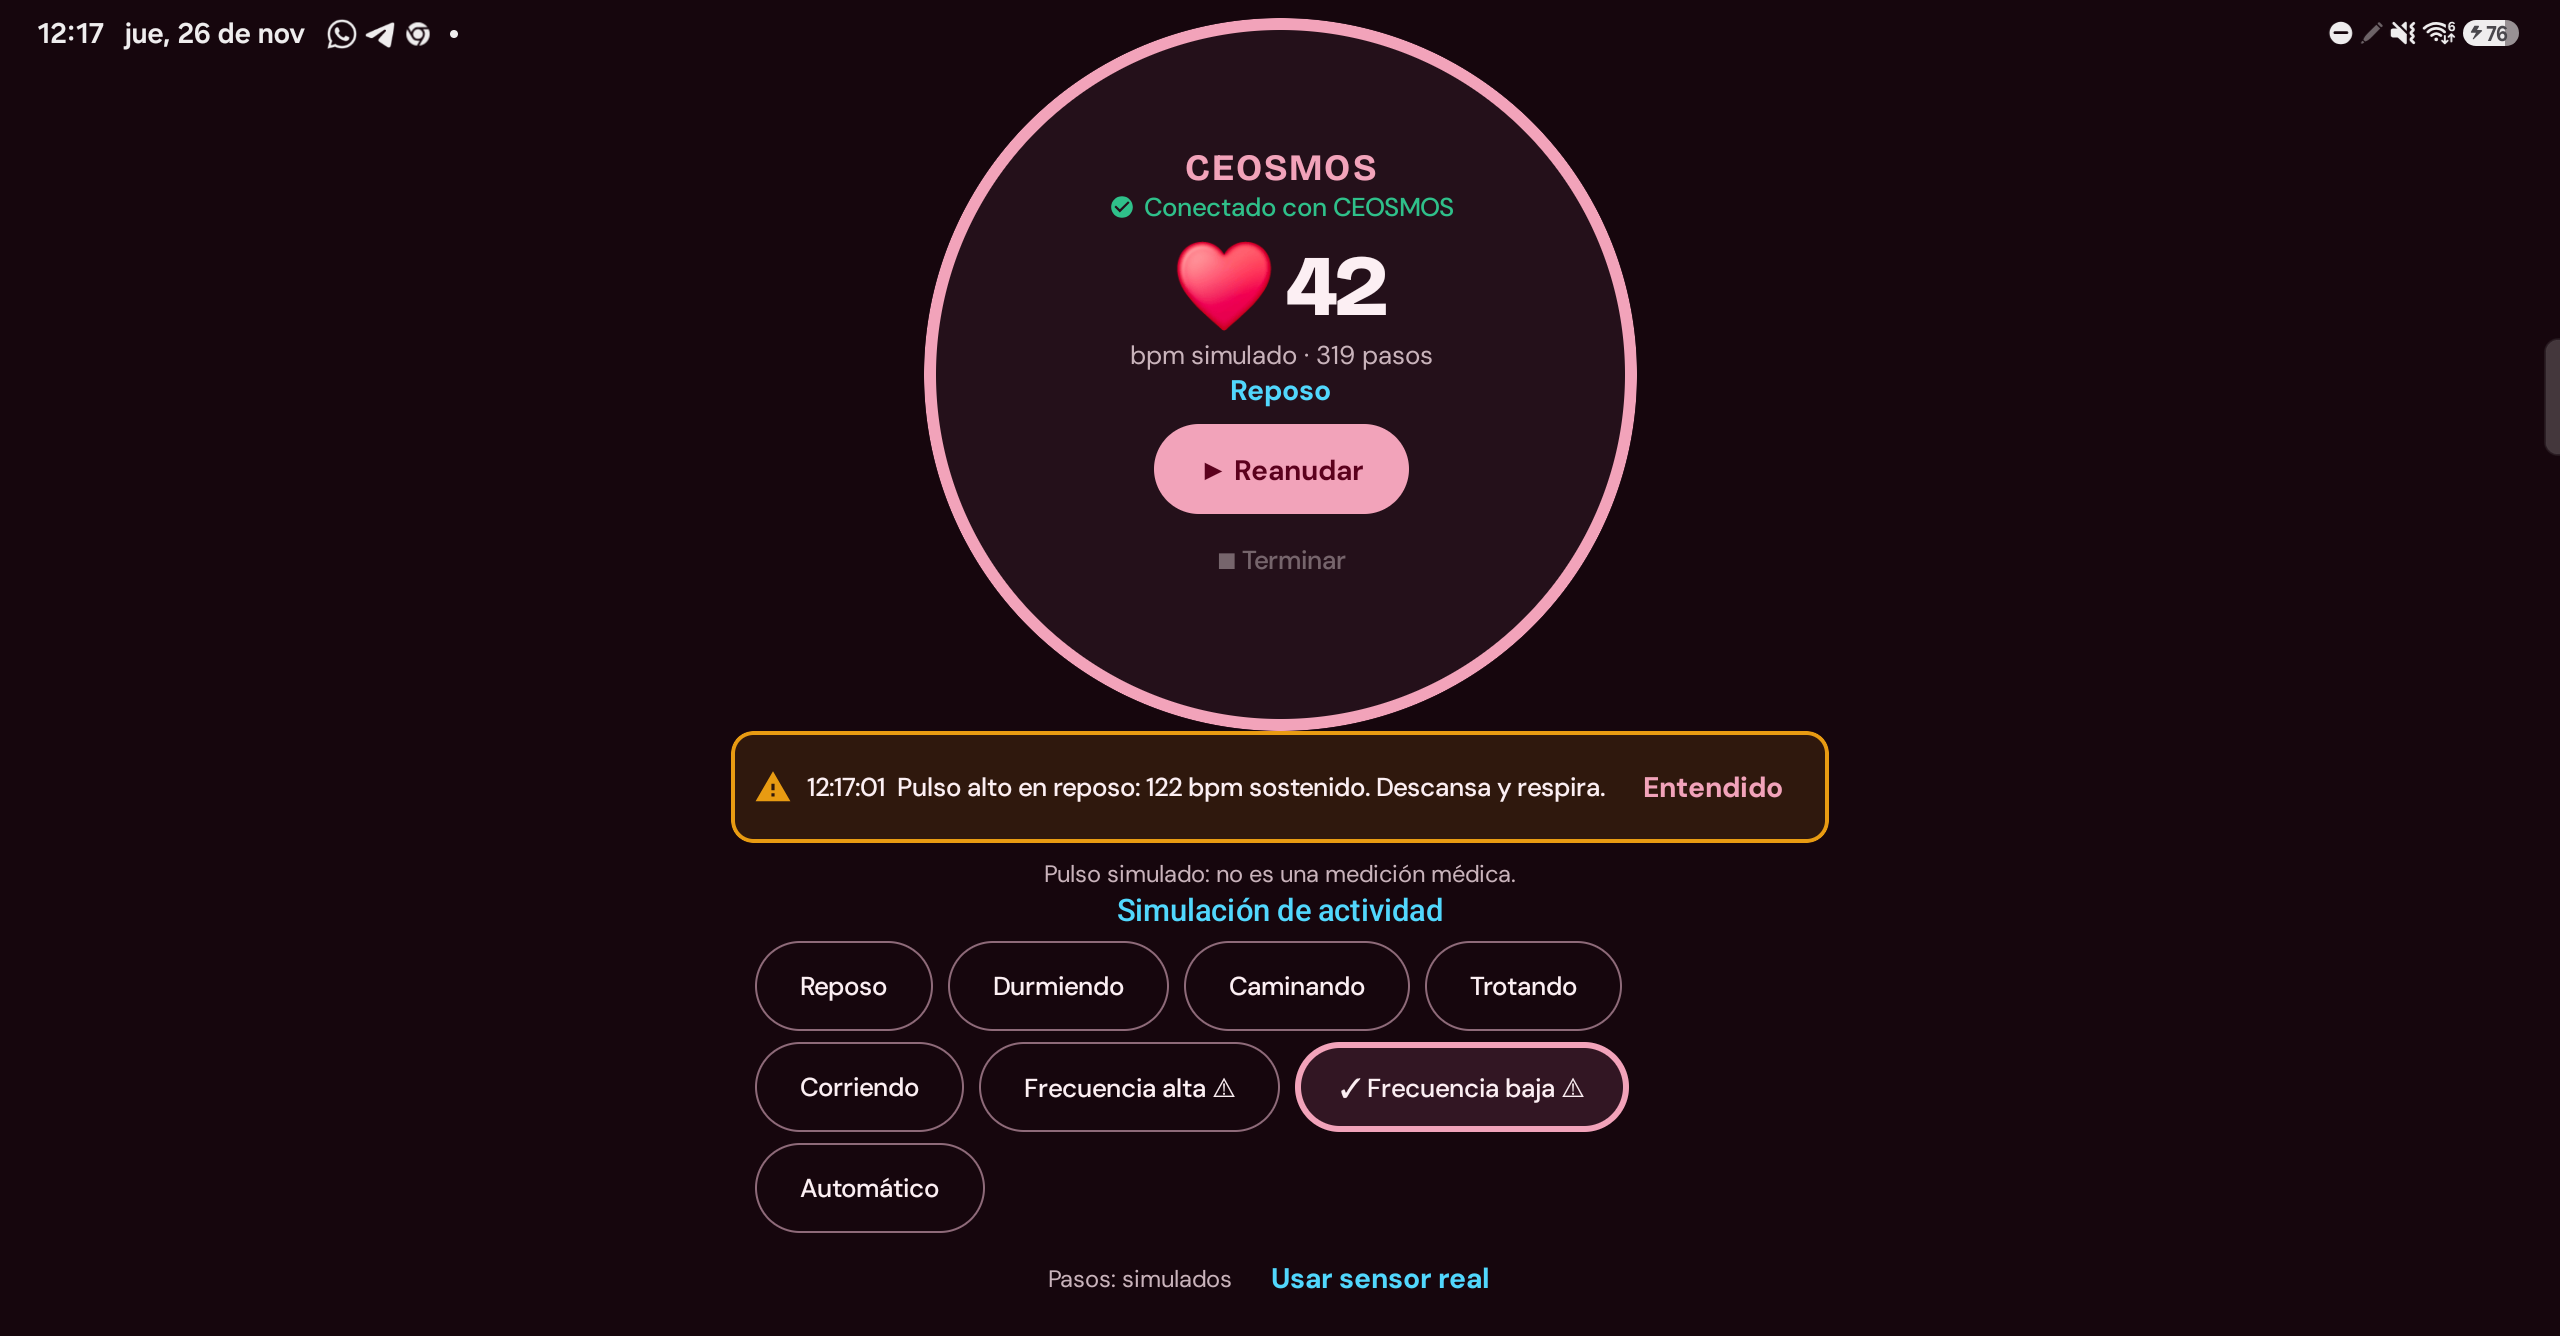 12:17 jue, 26 de nov
6
76
CEOSMOS
Conectado con CEOSMOS
42
bpm simulado · 319 pasos
Reposo
► Reanudar
■ Terminar
12:17:01 Pulso alto en reposo: 122 bpm sostenido. Descansa y respira. Entendido
Pulso simulado: no es una medición médica.
Simulación de actividad
Reposo Durmiendo Caminando Trotando
Corriendo Frecuencia alta ⚠ ✓Frecuencia baja ⚠
Automático
Pasos: simulados Usar sensor real